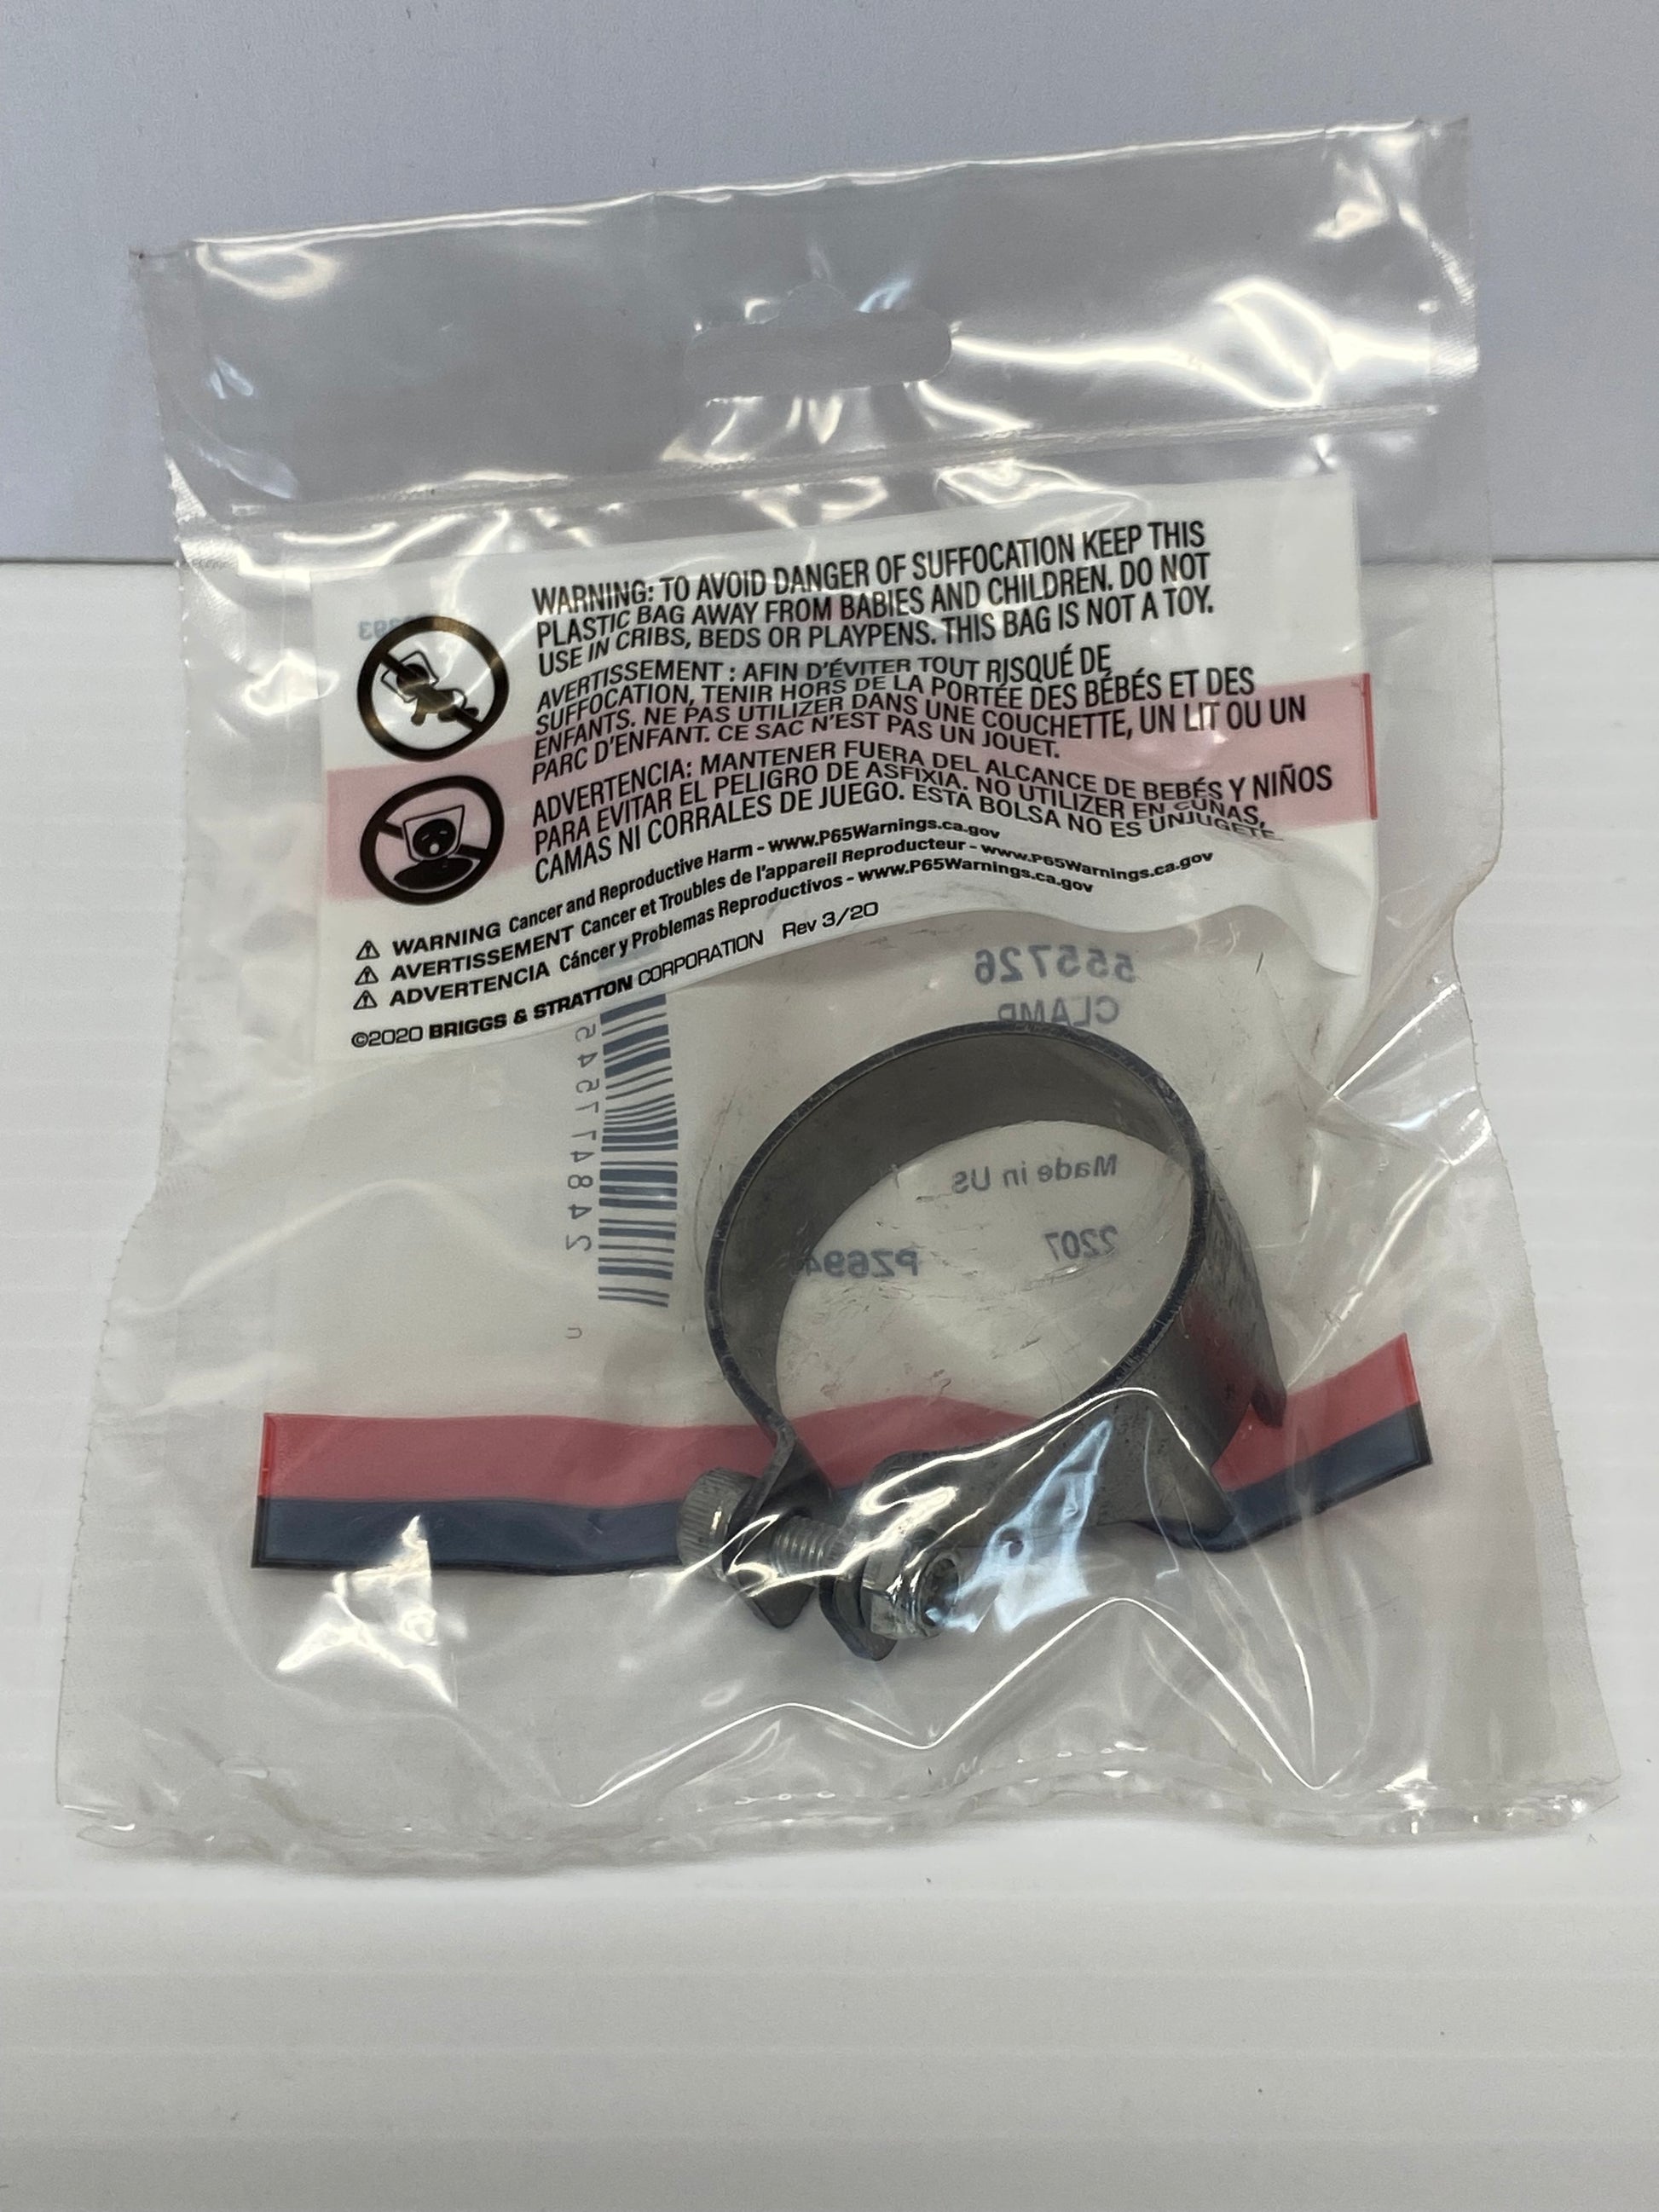 WARNING: TO AVOID DANGER OF SUFFOCATION KEEP THIS
PLASTIC BAG AWAY FROM BABIES AND CHILDREN. DO NOT
USE IN CRIBS, BEDS OR PLAYPENS. THIS BAG IS NOT A TOY.
AVERTISSEMENT : AFIN D'ÉVITER TOUT RISQUÉ DE
SUFFOCATION, TENIR HORS DE LA PORTÉE DES BÉBÉS ET DES
ENFANTS. NE PAS UTILIZER DANS UNE COUCHETTE, UN LIT OU UN
PARC D'ENFANT. CE SAC N'EST PAS UN JOUET.
ADVERTENCIA: MANTENER FUERA DEL ALCANCE DE BEBÉS Y NIÑOS
PARA EVITAR EL PELIGRO DE ASFIXIA. NO UTILIZER EN CUNAS,
CAMAS NI CORRALES DE JUEGO. ESTA BOLSA NO ES UNJUGETE.
⚠ WARNING Cancer and Reproductive Harm - www.P65Warnings.ca.gov
⚠ AVERTISSEMENT Cancer et Troubles de l'appareil Reproducteur - www.P65Warnings.ca.gov
⚠ ADVERTENCIA Cáncer y Problemas Reproductivos - www.P65Warnings.ca.gov
©2020 BRIGGS & STRATTON CORPORATION Rev 3/20
555726
CLAMP
Made in US
2207
PZ694